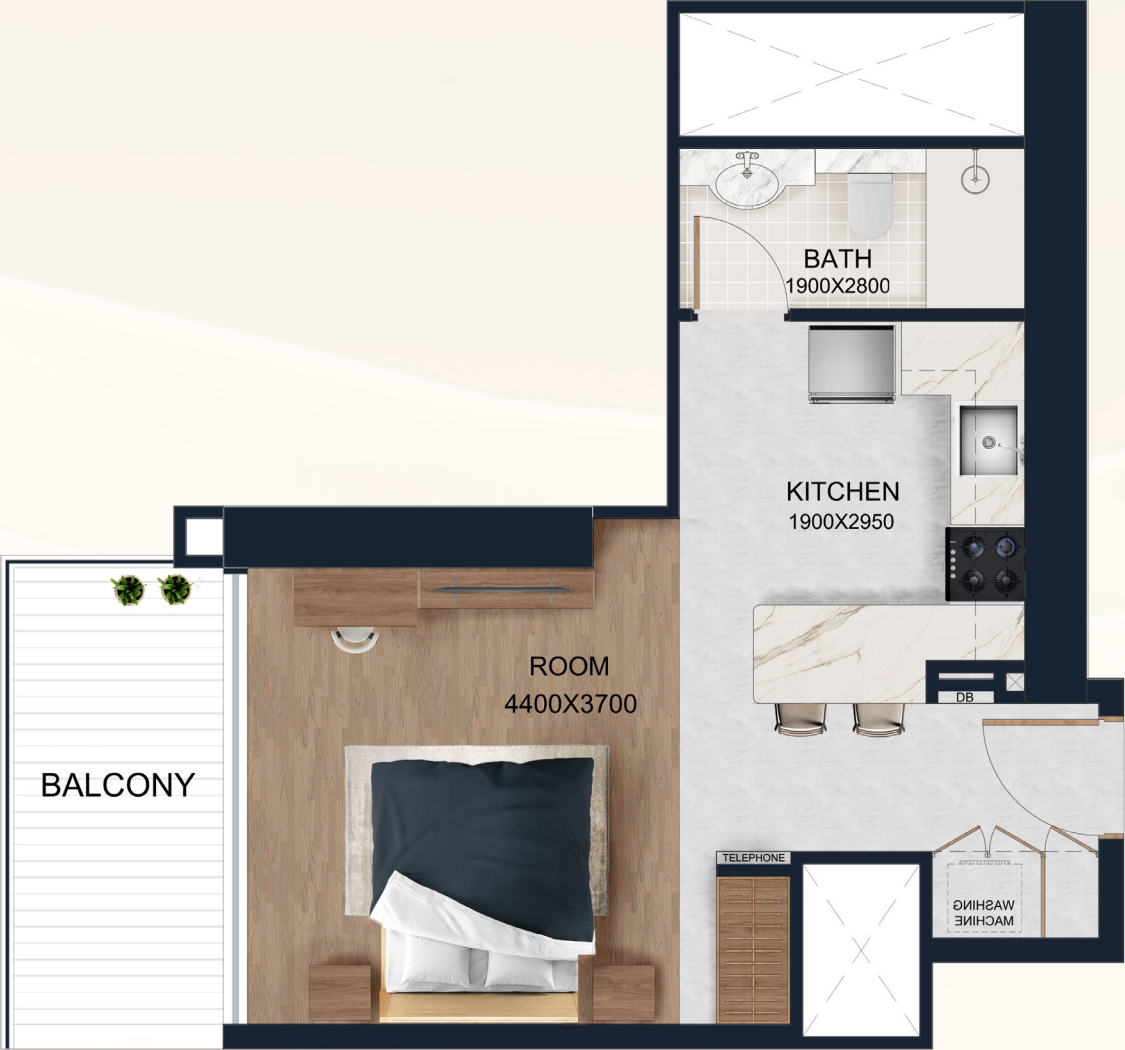 BATH
1900X2800
KITCHEN
1900X2950
ROOM
4400X3700
DB
BALCONY
TELEPHONE
WASHING
MACHINE